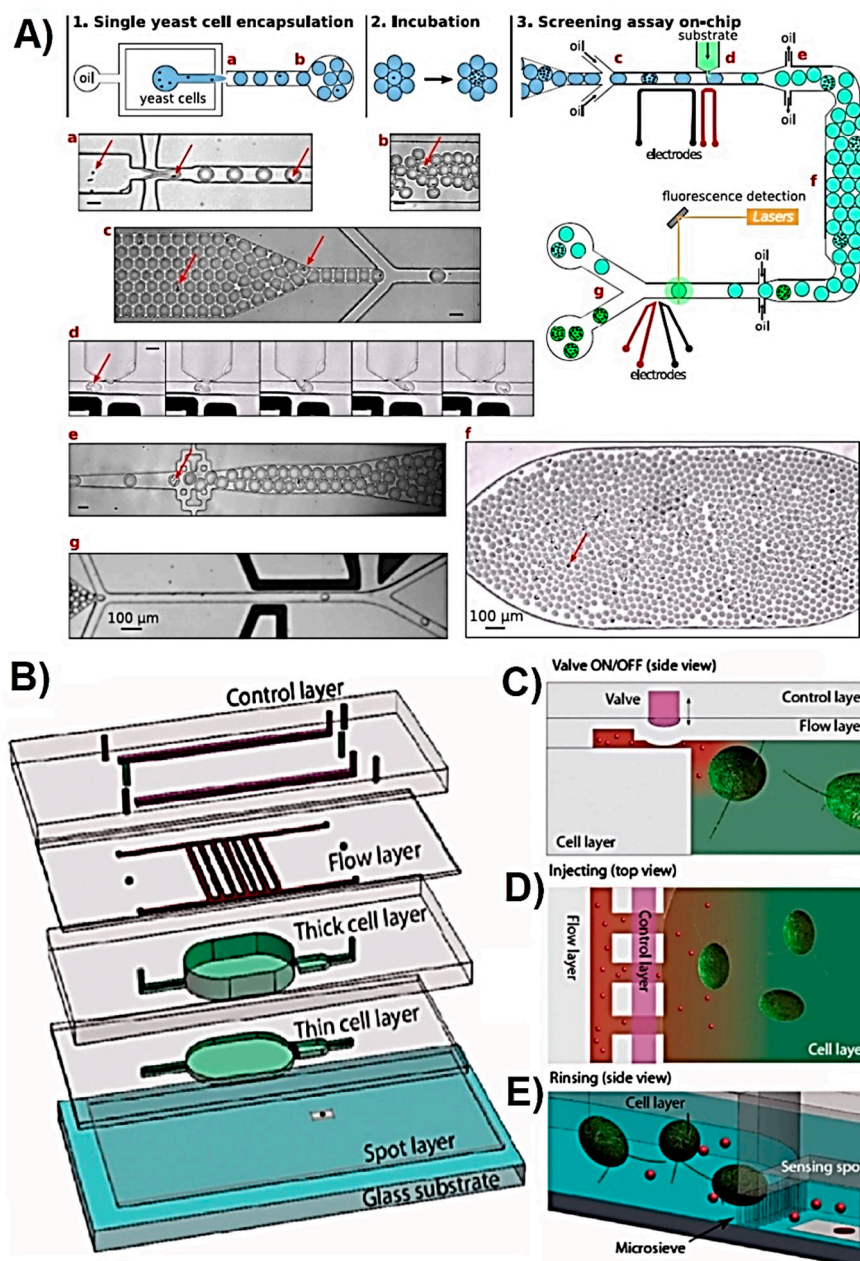 A)
1. Single yeast cell encapsulation
2. Incubation
3. Screening assay on-chip
oil
yeast cells
a
b
oil
oil
c
substrate
d
oil
e
oil
electrodes
f
fluorescence detection
Lasers
g
oil
oil
electrodes
a
b
c
d
e
f
g
100 µm
100 µm
B)
Control layer
Flow layer
Thick cell layer
Thin cell layer
Spot layer
Glass substrate
Valve ON/OFF (side view)
C)
Valve
Control laye
Flow laye
Cell layer
Injecting (top view)
D)
Flow layer
Control layer
Cell laye
Rinsing (side view)
E)
Cell layer
Sensing spo
Microsieve